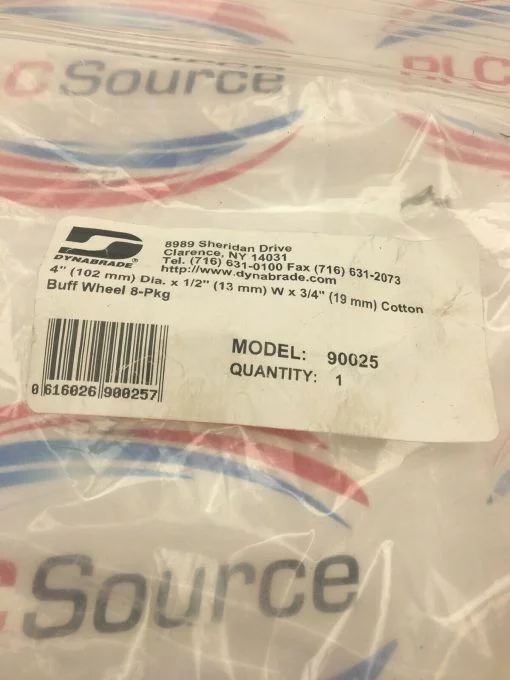 C Source
PLC
DYNABRADE®
8989 Sheridan Drive
Clarence, NY 14031
Tel. (716) 631-0100 Fax (716) 631-2073
http://www.dynabrade.com
4" (102 mm) Dia. x 1/2" (13 mm) W x 3/4" (19 mm) Cotton
Buff Wheel 8-Pkg
MODEL: 90025
QUANTITY: 1
0 616026 900257
C Source